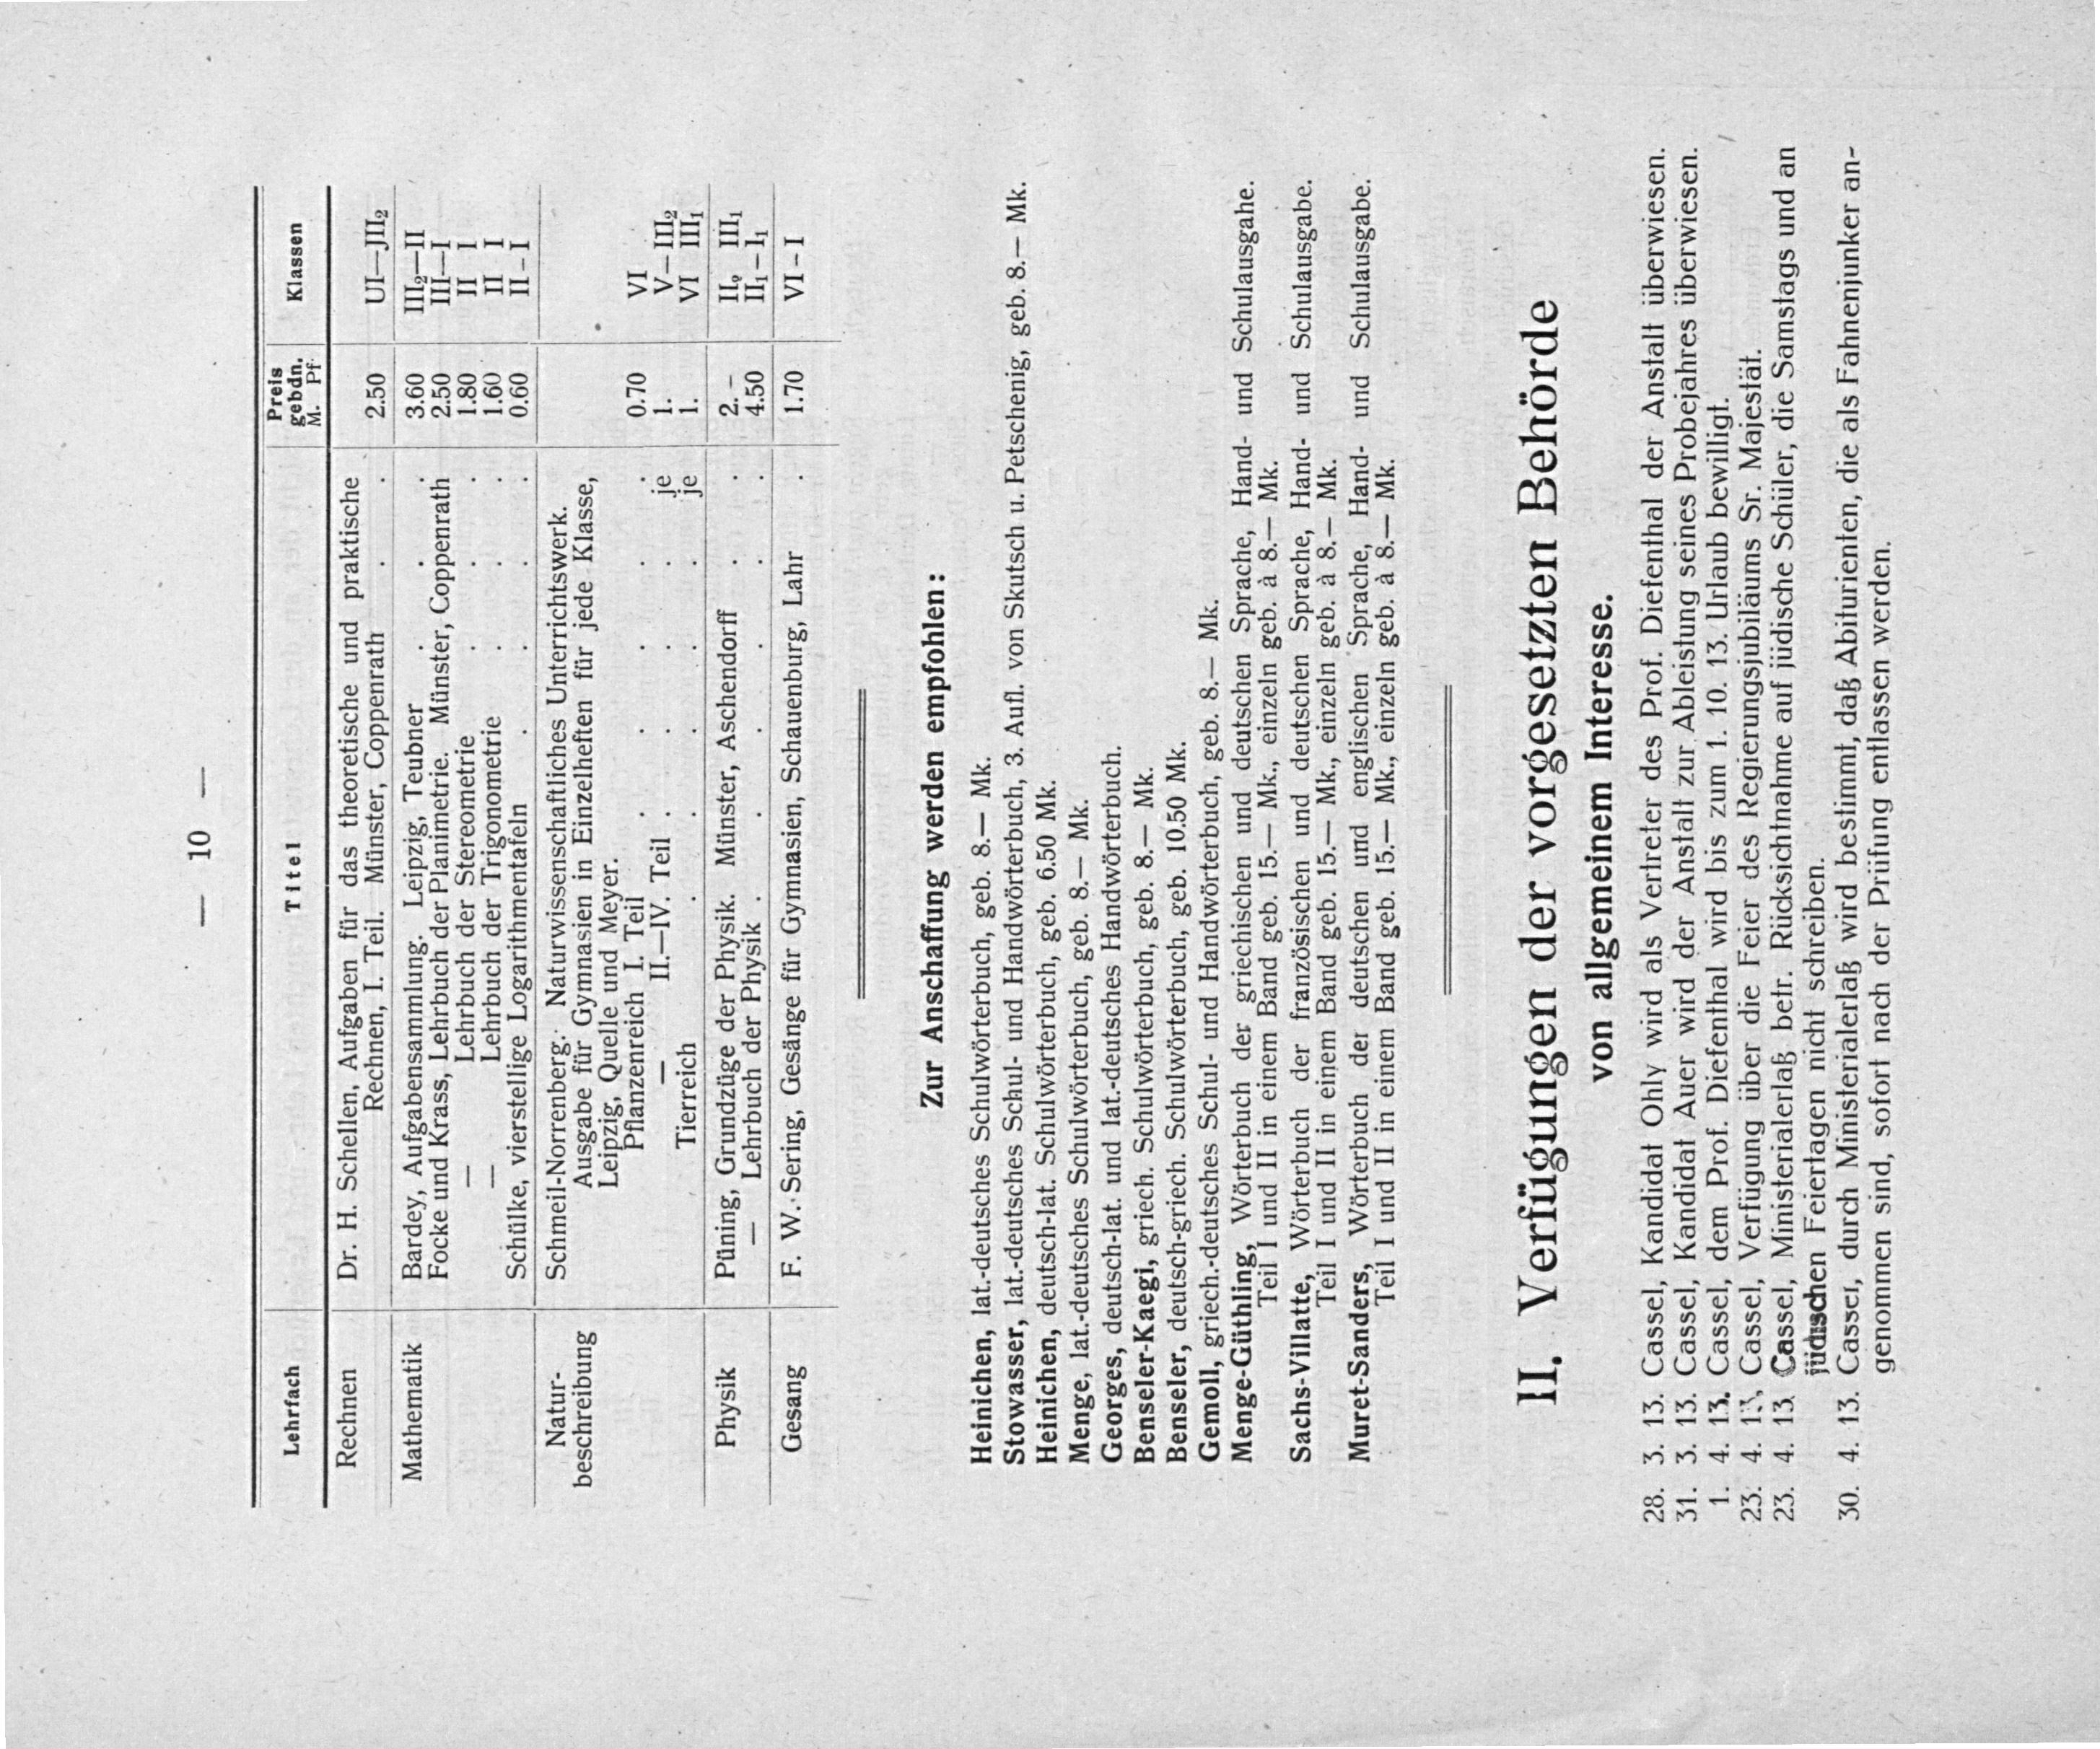 — 10 —
Lehrfach Titel Preis gebdn. M. Pf Klassen
Rechnen Dr. H. Schellen, Aufgaben für das theoretische und praktische
Rechnen, I. Teil. Münster, Coppenrath . . 2.50 UI—JII₂
Mathematik Bardey, Aufgabensammlung. Leipzig, Teubner . . . 3.60 III₂—II
Focke und Krass, Lehrbuch der Planimetrie. Münster, Coppenrath 2.50 III—I
— Lehrbuch der Stereometrie . . . 1.80 II I
— Lehrbuch der Trigonometrie . . . 1.60 II I
Schülke, vierstellige Logarithmentafeln . . . . 0.60 II–I
Natur-
beschreibung
Schmeil-Norrenberg. Naturwissenschaftliches Unterrichtswerk.
Ausgabe für Gymnasien in Einzelheften für jede Klasse,
Leipzig, Quelle und Meyer.
Pflanzenreich I. Teil . . . . . 0.70 VI
— II.—IV. Teil . . . . je 1. V—III₂
Tierreich . . . . . je 1. VI III₁
Physik Püning, Grundzüge der Physik. Münster, Aschendorff . . 2.– II₂ III₁
— Lehrbuch der Physik . . . . . . 4.50 II₁–I₁
Gesang F. W. Sering, Gesänge für Gymnasien, Schauenburg, Lahr . 1.70 VI–I
Zur Anschaffung werden empfohlen:
Heinichen, lat.-deutsches Schulwörterbuch, geb. 8.— Mk.
Stowasser, lat.-deutsches Schul- und Handwörterbuch, 3. Aufl. von Skutsch u. Petschenig, geb. 8.— Mk.
Heinichen, deutsch-lat. Schulwörterbuch, geb. 6.50 Mk.
Menge, lat.-deutsches Schulwörterbuch, geb. 8.— Mk.
Georges, deutsch-lat. und lat.-deutsches Handwörterbuch.
Benseler-Kaegi, griech. Schulwörterbuch, geb. 8.— Mk.
Benseler, deutsch-griech. Schulwörterbuch, geb. 10.50 Mk.
Gemoll, griech.-deutsches Schul- und Handwörterbuch, geb. 8.— Mk.
Menge-Güthling, Wörterbuch der griechischen und deutschen Sprache, Hand- und Schulausgahe.
Teil I und II in einem Band geb. 15.— Mk., einzeln geb. à 8.— Mk.
Sachs-Villatte, Wörterbuch der französischen und deutschen Sprache, Hand- und Schulausgabe.
Teil I und II in einem Band geb. 15.— Mk., einzeln geb. à 8.— Mk.
Muret-Sanders, Wörterbuch der deutschen und englischen Sprache, Hand- und Schulausgabe.
Teil I und II in einem Band geb. 15.— Mk., einzeln geb. à 8.— Mk.
II. Verfügungen der vorgesetzten Behörde
von allgemeinem Interesse.
28. 3. 13. Cassel, Kandidat Ohly wird als Vertreter des Prof. Diefenthal der Anstalt überwiesen.
31. 3. 13. Cassel, Kandidat Auer wird der Anstalt zur Ableistung seines Probejahres überwiesen.
1. 4. 13. Cassel, dem Prof. Diefenthal wird bis zum 1. 10. 13. Urlaub bewilligt.
23. 4. 13. Cassel, Verfügung über die Feier des Regierungsjubiläums Sr. Majestät.
23. 4. 13. Cassel, Ministerialerlaß betr. Rücksichtnahme auf jüdische Schüler, die Samstags und an
jüdischen Feiertagen nicht schreiben.
30. 4. 13. Cassel, durch Ministerialerlaß wird bestimmt, daß Abiturienten, die als Fahnenjunker an-
genommen sind, sofort nach der Prüfung entlassen werden.